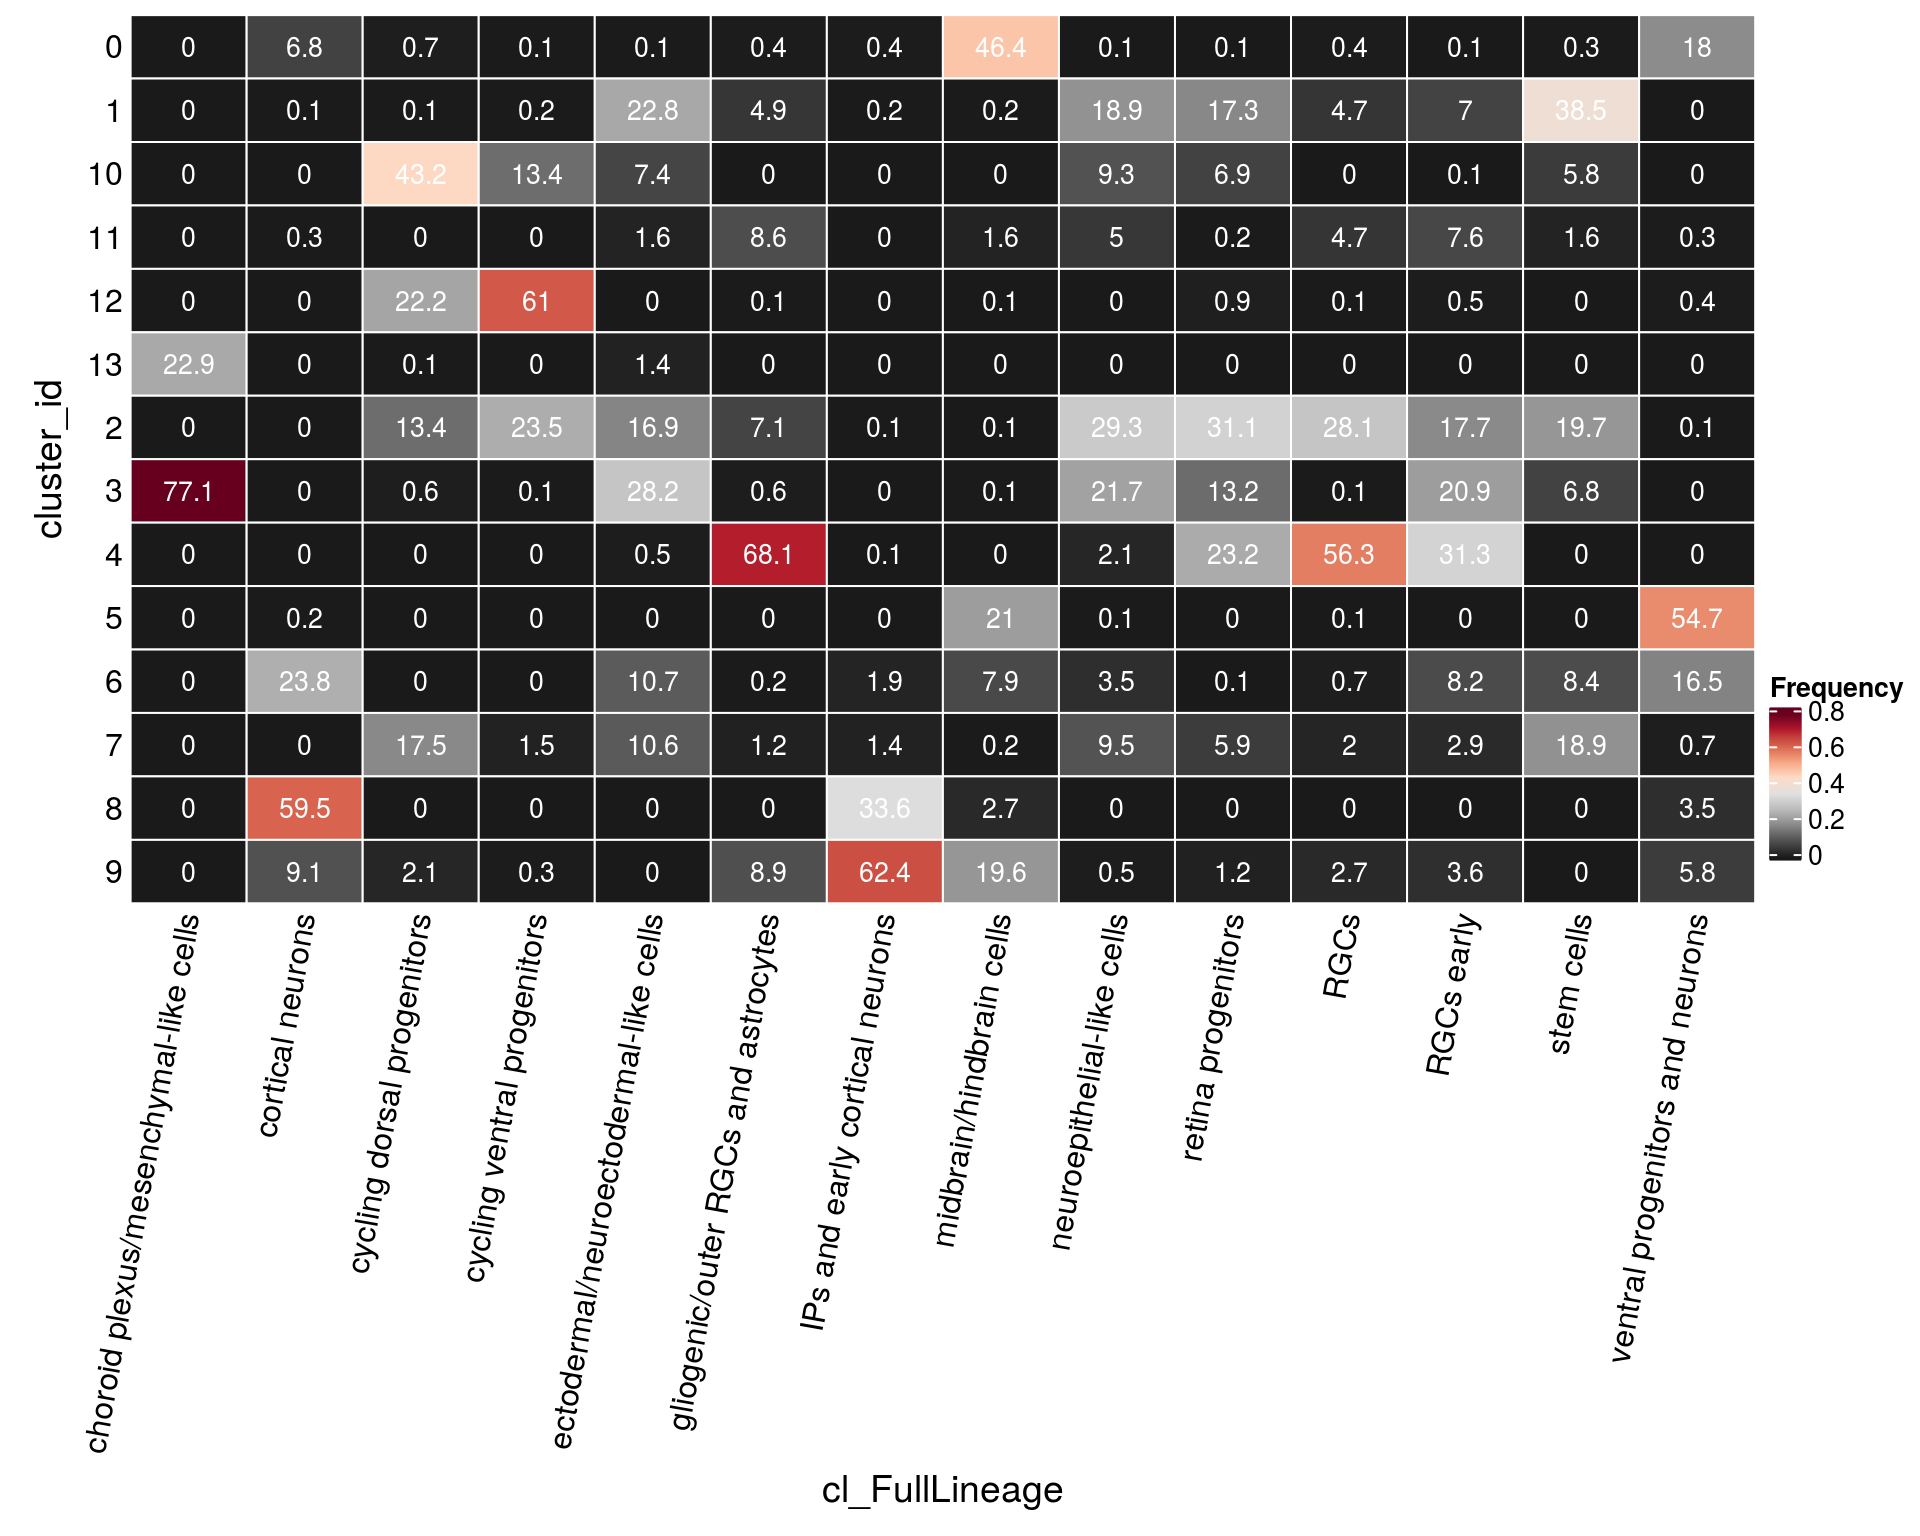 0 0 6.8 0.7 0.1 0.1 0.4 0.4 46.4 0.1 0.1 0.4 0.1 0.3 18
1 0 0.1 0.1 0.2 22.8 4.9 0.2 0.2 18.9 17.3 4.7 7 38.5 0
10 0 0 43.2 13.4 7.4 0 0 0 9.3 6.9 0 0.1 5.8 0
11 0 0.3 0 0 1.6 8.6 0 1.6 5 0.2 4.7 7.6 1.6 0.3
12 0 0 22.2 61 0 0.1 0 0.1 0 0.9 0.1 0.5 0 0.4
13 22.9 0 0.1 0 1.4 0 0 0 0 0 0 0 0 0
2 0 0 13.4 23.5 16.9 7.1 0.1 0.1 29.3 31.1 28.1 17.7 19.7 0.1
3 77.1 0 0.6 0.1 28.2 0.6 0 0.1 21.7 13.2 0.1 20.9 6.8 0
4 0 0 0 0 0.5 68.1 0.1 0 2.1 23.2 56.3 31.3 0 0
5 0 0.2 0 0 0 0 0 21 0.1 0 0.1 0 0 54.7
6 0 23.8 0 0 10.7 0.2 1.9 7.9 3.5 0.1 0.7 8.2 8.4 16.5
7 0 0 17.5 1.5 10.6 1.2 1.4 0.2 9.5 5.9 2 2.9 18.9 0.7
8 0 59.5 0 0 0 0 33.6 2.7 0 0 0 0 0 3.5
9 0 9.1 2.1 0.3 0 8.9 62.4 19.6 0.5 1.2 2.7 3.6 0 5.8
cluster_id
choroid plexus/mesenchymal-like cells
cortical neurons
cycling dorsal progenitors
cycling ventral progenitors
ectodermal/neuroectodermal-like cells
gliogenic/outer RGCs and astrocytes
IPs and early cortical neurons
midbrain/hindbrain cells
neuroepithelial-like cells
retina progenitors
RGCs
RGCs early
stem cells
ventral progenitors and neurons
cl_FullLineage
Frequency
0.8
0.6
0.4
0.2
0